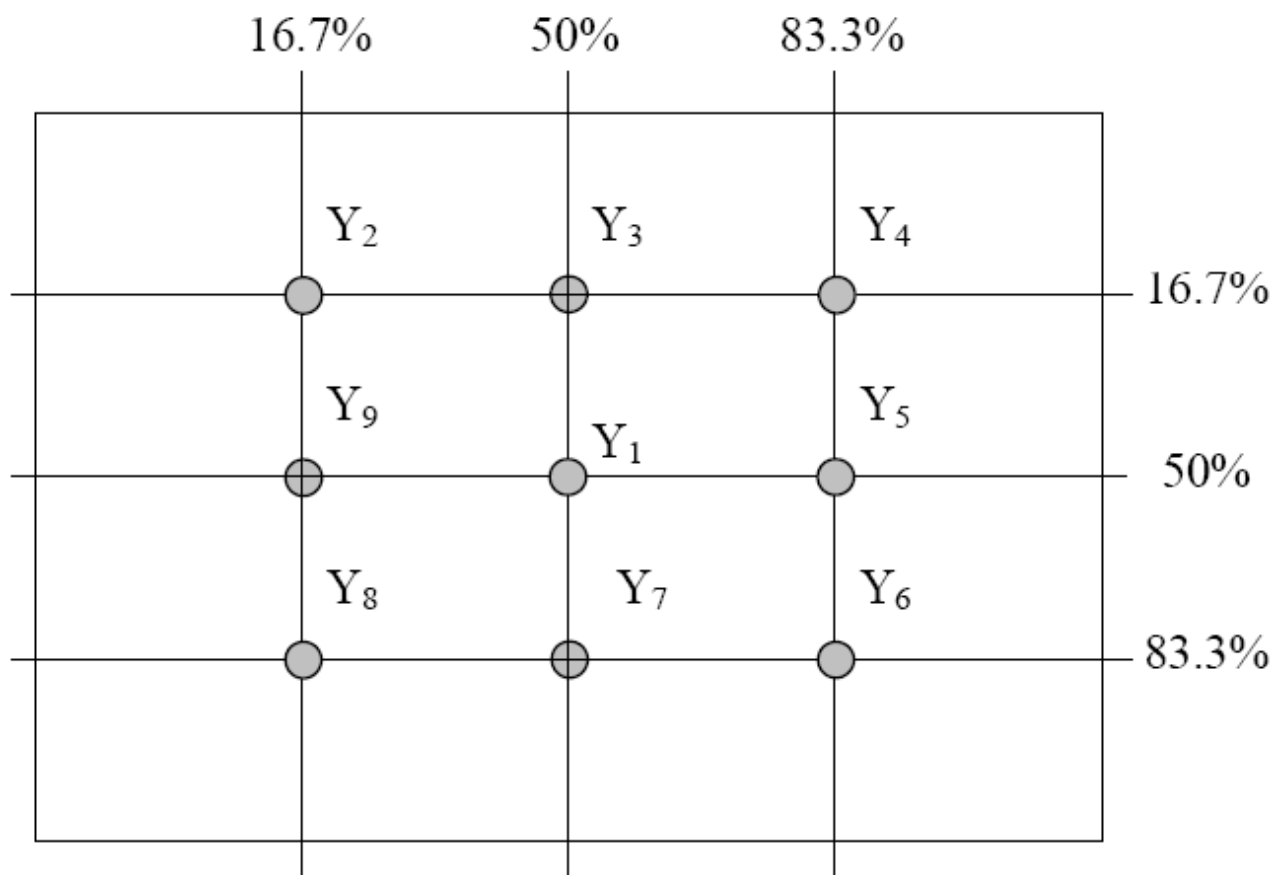 16.7% 50% 83.3%
Y₂ Y₃ Y₄
16.7%
Y₉ Y₁ Y₅
50%
Y₈ Y₇ Y₆
83.3%